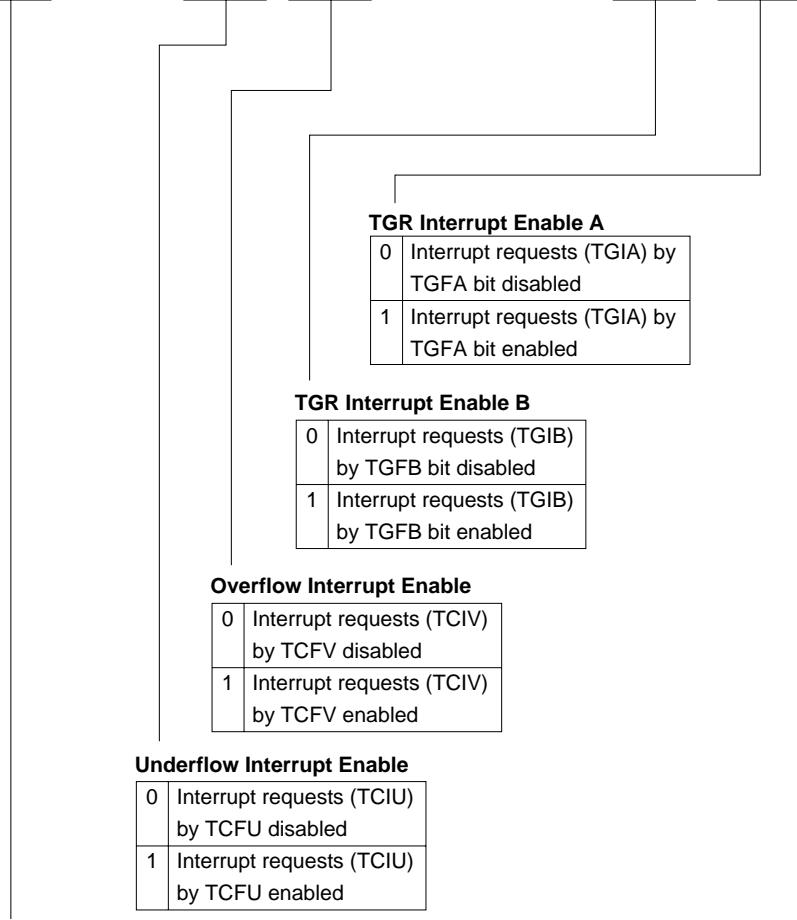 TGR Interrupt Enable A
0 Interrupt requests (TGIA) by
TGFA bit disabled
1 Interrupt requests (TGIA) by
TGFA bit enabled
TGR Interrupt Enable B
0 Interrupt requests (TGIB)
by TGFB bit disabled
1 Interrupt requests (TGIB)
by TGFB bit enabled
Overflow Interrupt Enable
0 Interrupt requests (TCIV)
by TCFV disabled
1 Interrupt requests (TCIV)
by TCFV enabled
Underflow Interrupt Enable
0 Interrupt requests (TCIU)
by TCFU disabled
1 Interrupt requests (TCIU)
by TCFU enabled